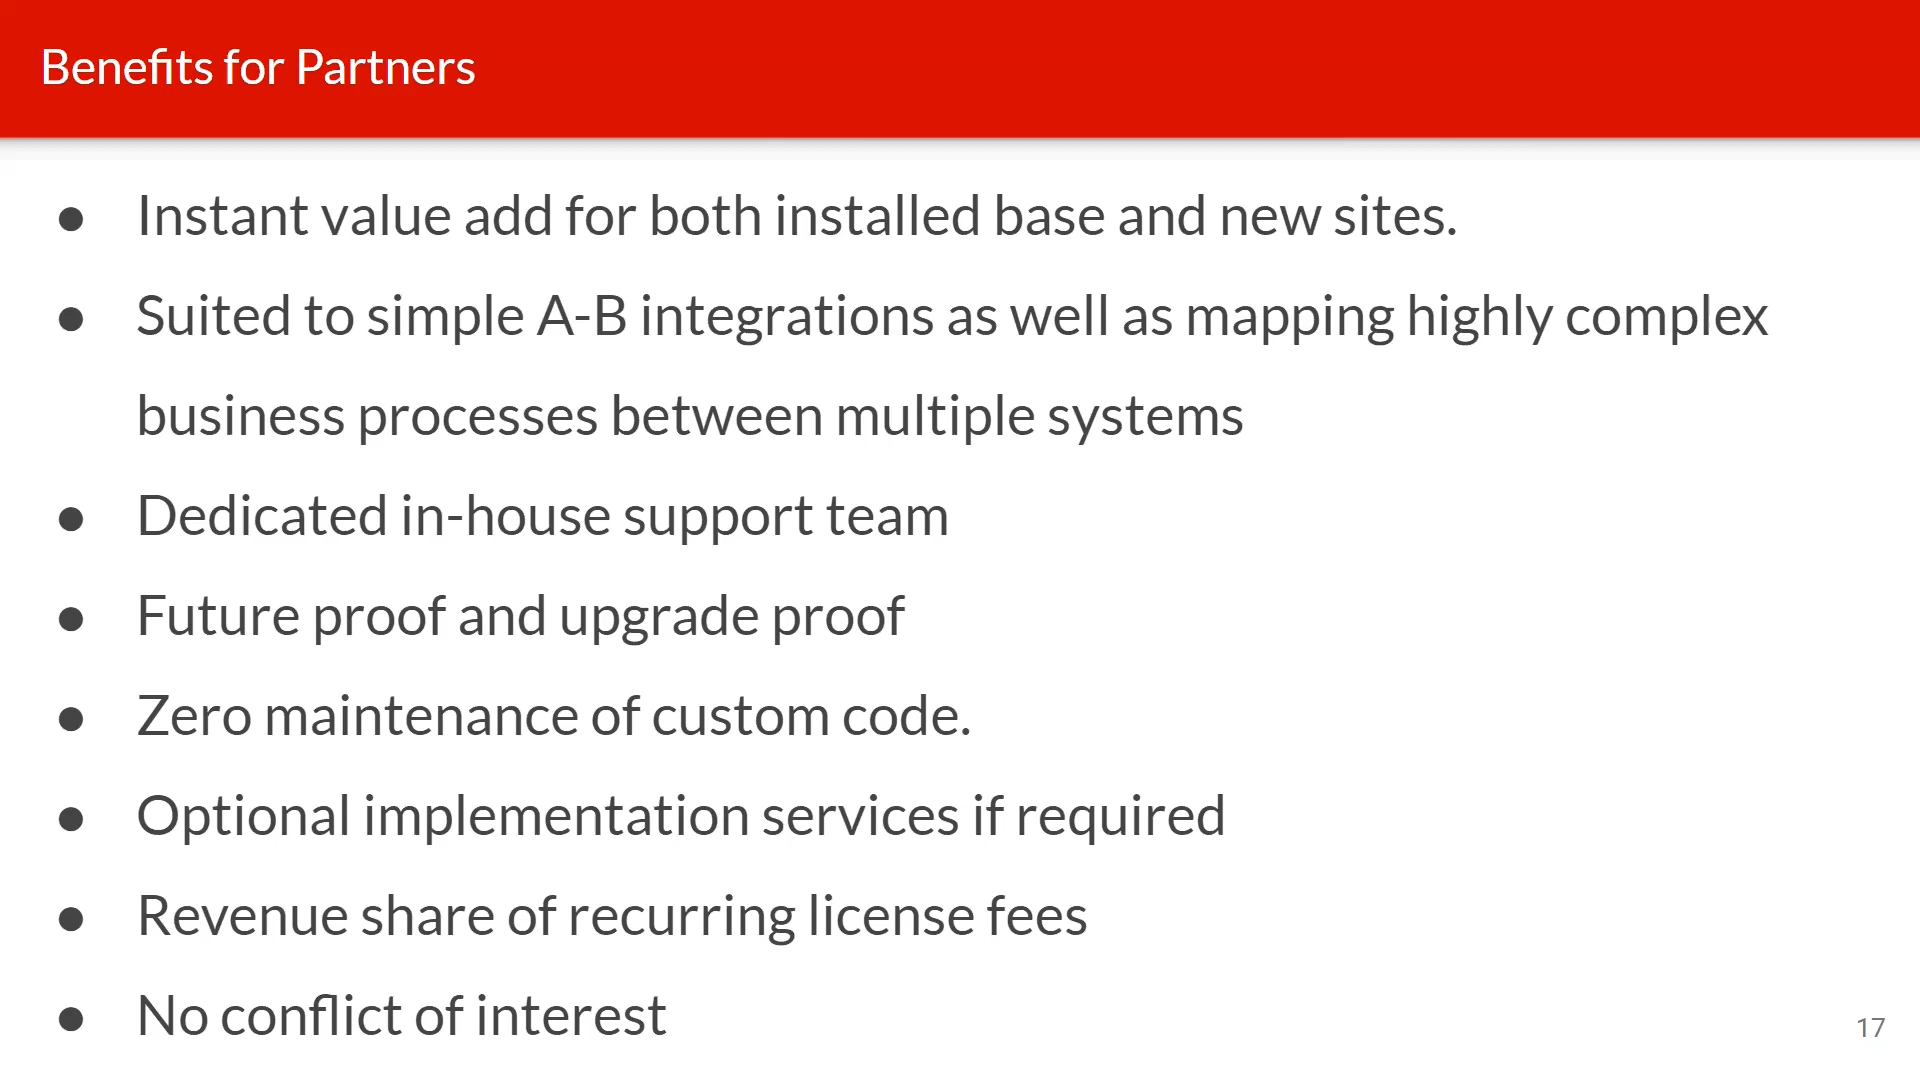 Benefits for Partners
● Instant value add for both installed base and new sites.
● Suited to simple A-B integrations as well as mapping highly complex
business processes between multiple systems
● Dedicated in-house support team
● Future proof and upgrade proof
● Zero maintenance of custom code.
● Optional implementation services if required
● Revenue share of recurring license fees
● No conflict of interest
17